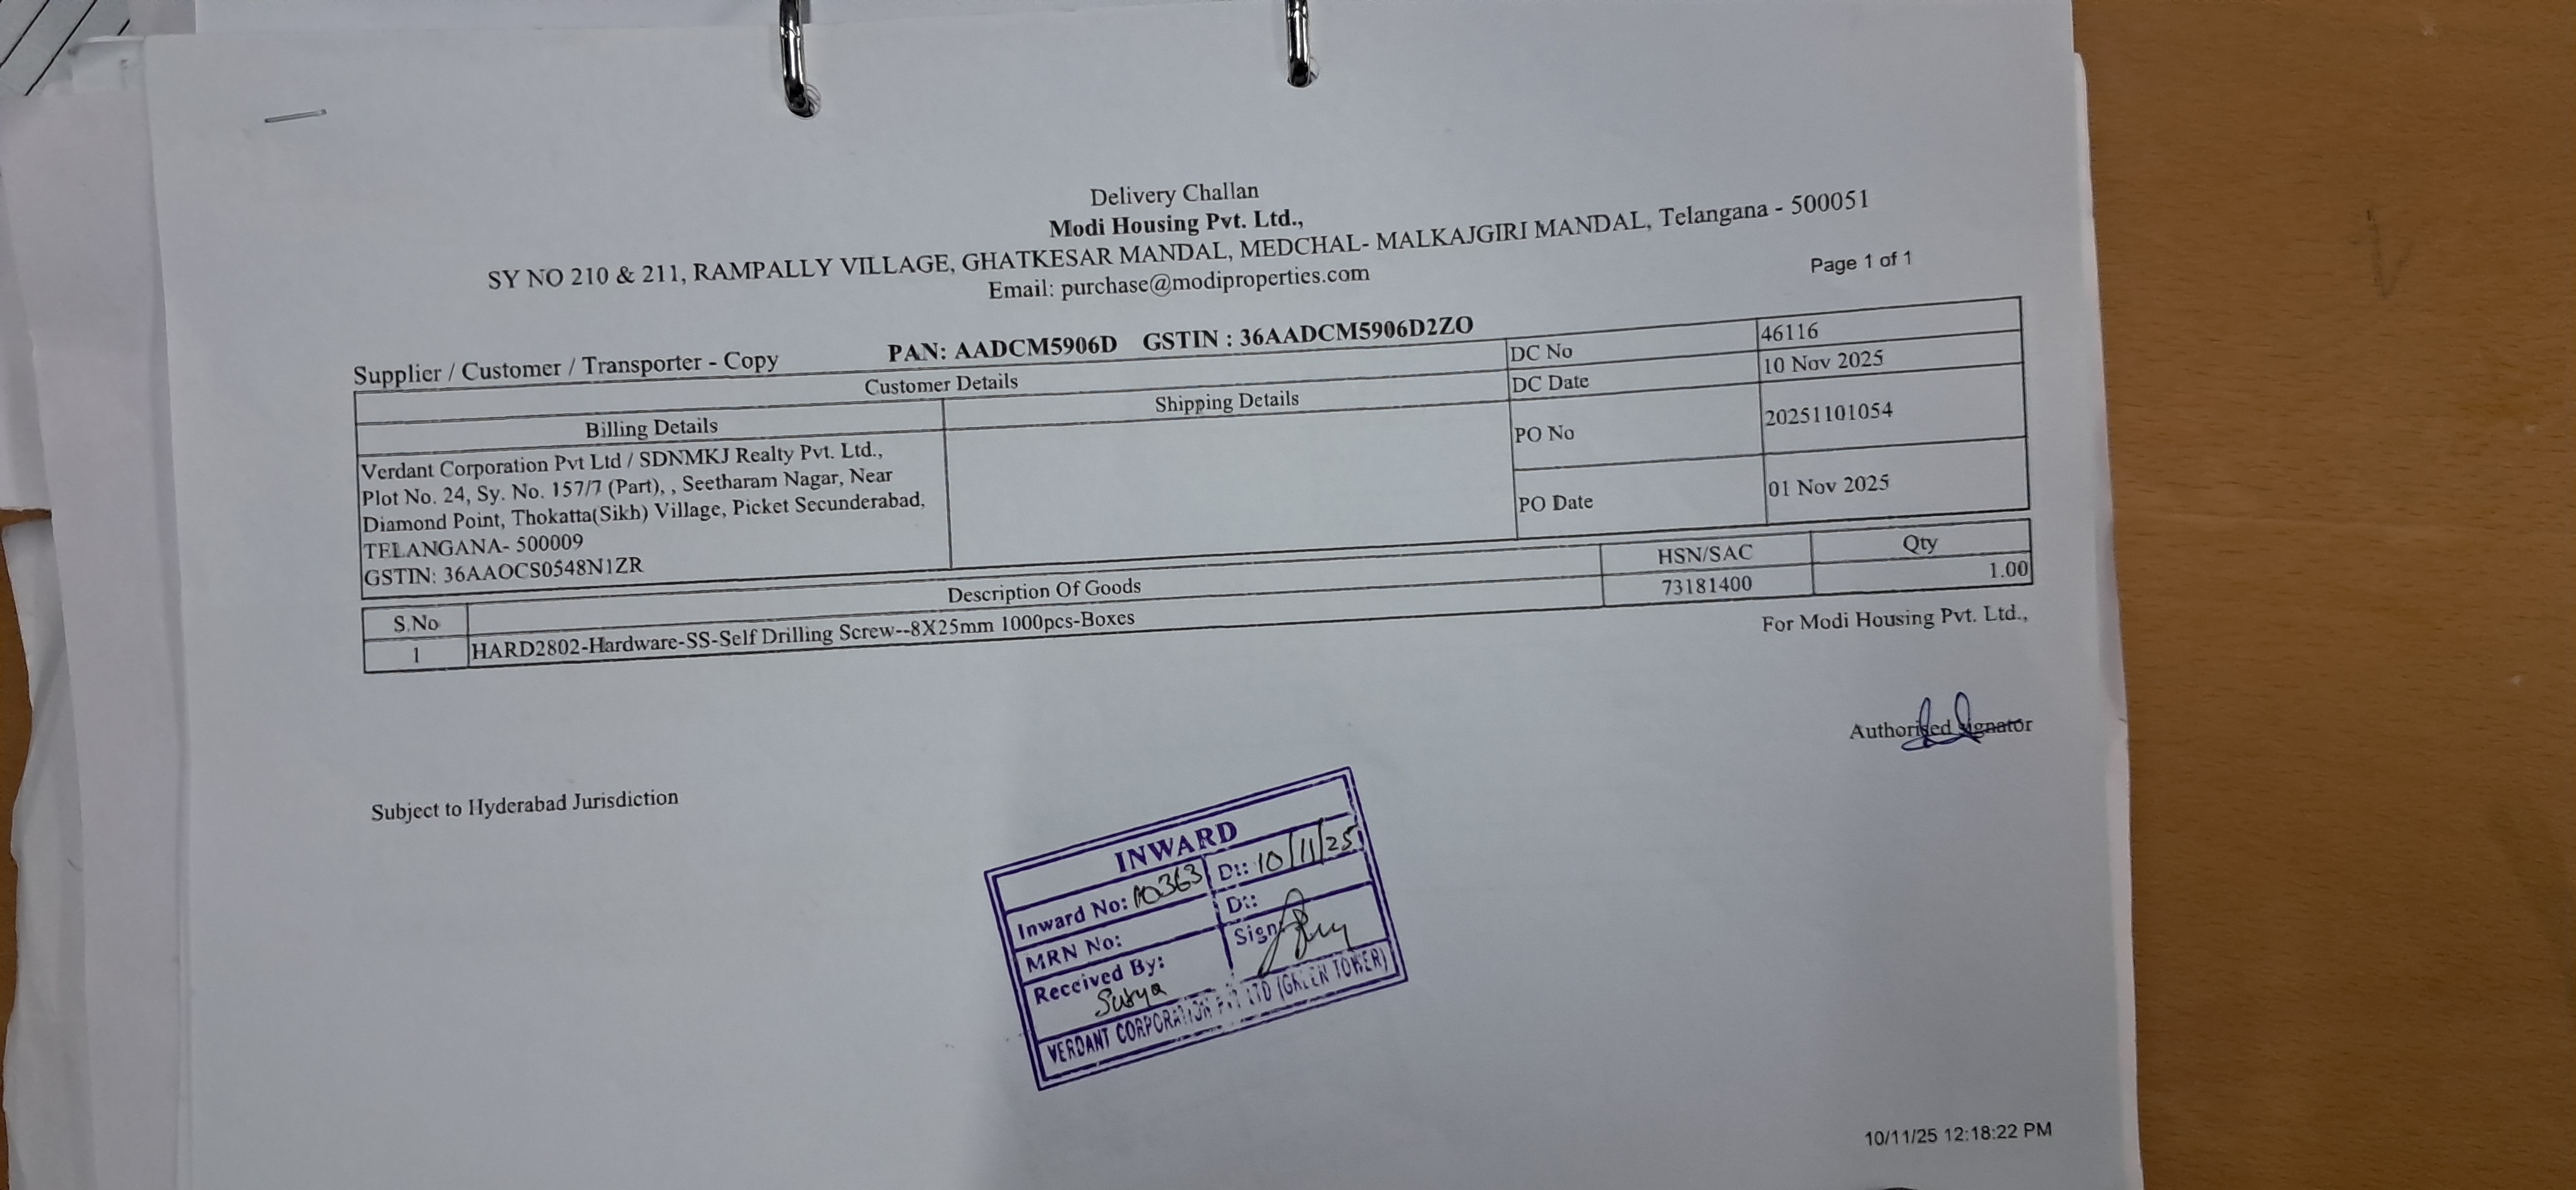 Delivery Challan
Modi Housing Pvt. Ltd.,
SY NO 210 & 211, RAMPALLY VILLAGE, GHATKESAR MANDAL, MEDCHAL- MALKAJGIRI MANDAL, Telangana - 500051
Email: purchase@modiproperties.com
Page 1 of 1
Supplier / Customer / Transporter - Copy
PAN: AADCM5906D GSTIN : 36AADCM5906D2ZO
Customer Details
DC No 46116
DC Date 10 Nov 2025
Billing Details
Shipping Details
PO No 20251101054
PO Date 01 Nov 2025
Verdant Corporation Pvt Ltd / SDNMKJ Realty Pvt. Ltd.,
Plot No. 24, Sy. No. 157/7 (Part), , Seetharam Nagar, Near
Diamond Point, Thokatta(Sikh) Village, Picket Secunderabad,
TELANGANA- 500009
GSTIN: 36AAOCS0548N1ZR
S.No Description Of Goods HSN/SAC Qty
1 HARD2802-Hardware-SS-Self Drilling Screw--8X25mm 1000pcs-Boxes 73181400 1.00
For Modi Housing Pvt. Ltd.,
Authorised Signator
Subject to Hyderabad Jurisdiction
INWARD
Inward No: Dt: 10/11/25
MRN No: Dt:
Received By: Surya Sign
VERDANT CORPORATION PVT LTD (GREEN TOWER)
10/11/25 12:18:22 PM